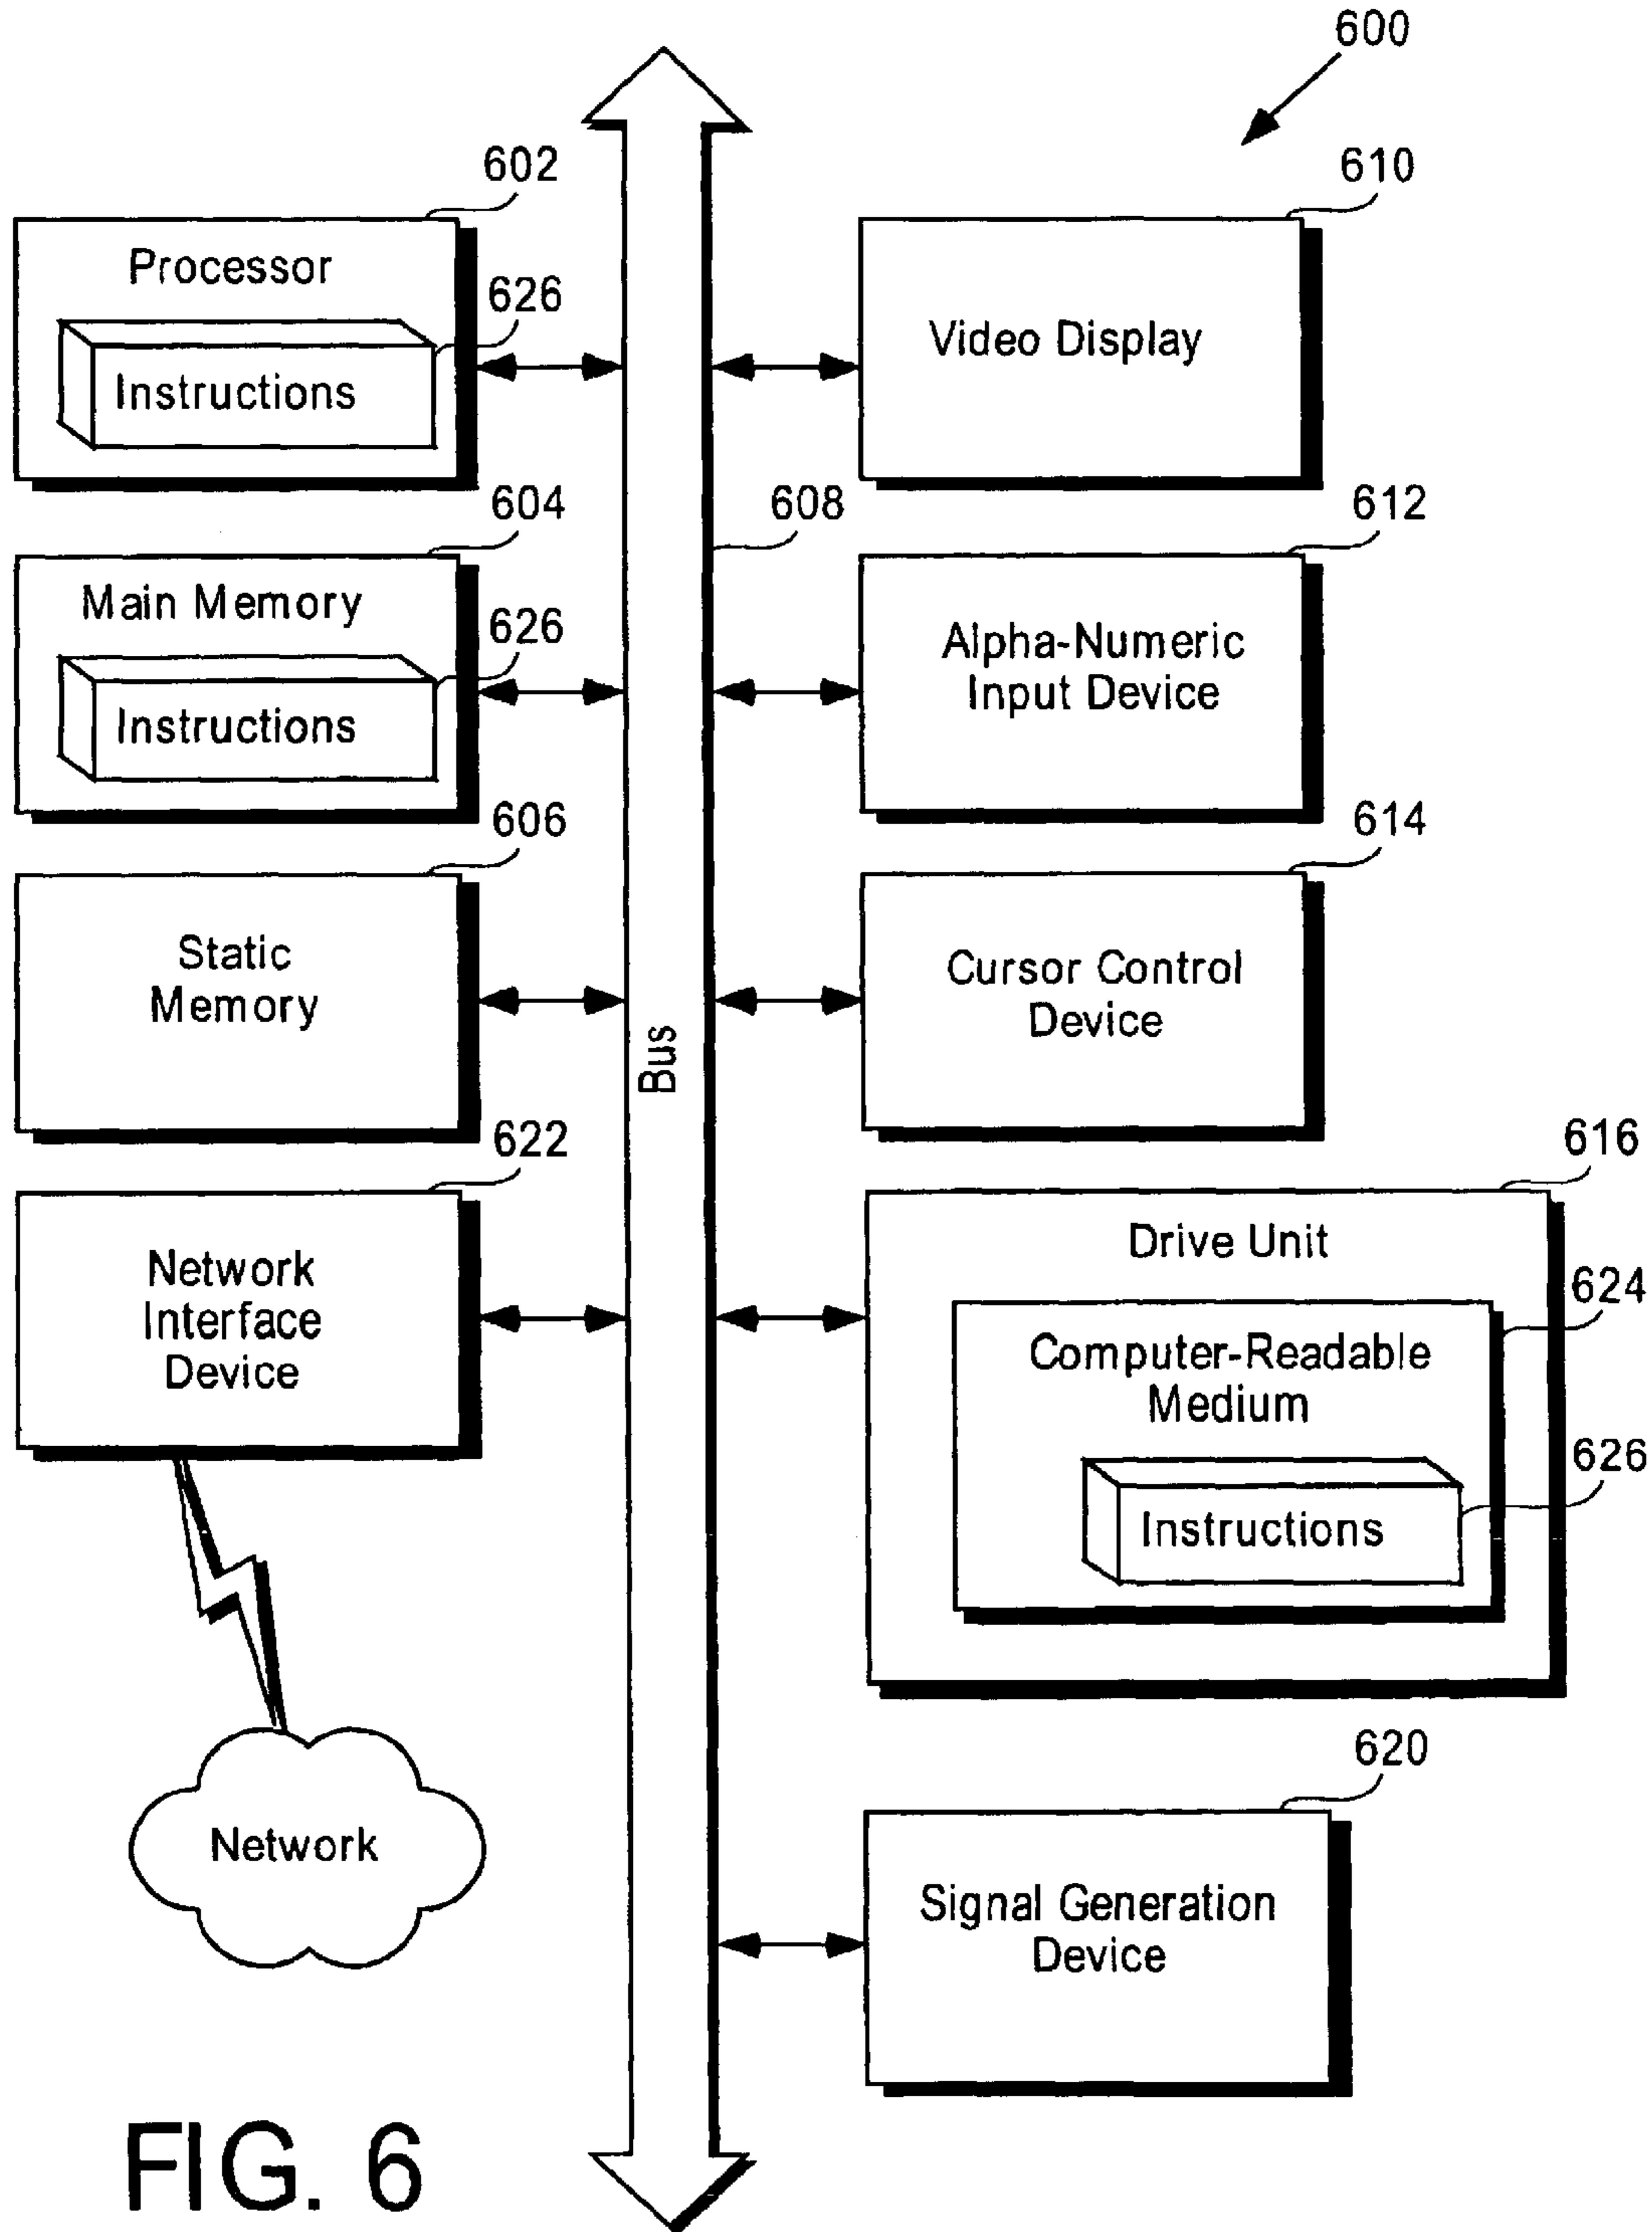 600
602
Processor
626
Instructions
604
Main Memory
626
Instructions
606
Static
Memory
622
Network
Interface
Device
Network
Bus
608
610
Video Display
612
Alpha-Numeric
Input Device
614
Cursor Control
Device
616
Drive Unit
624
Computer-Readable
Medium
626
Instructions
620
Signal Generation
Device
FIG. 6